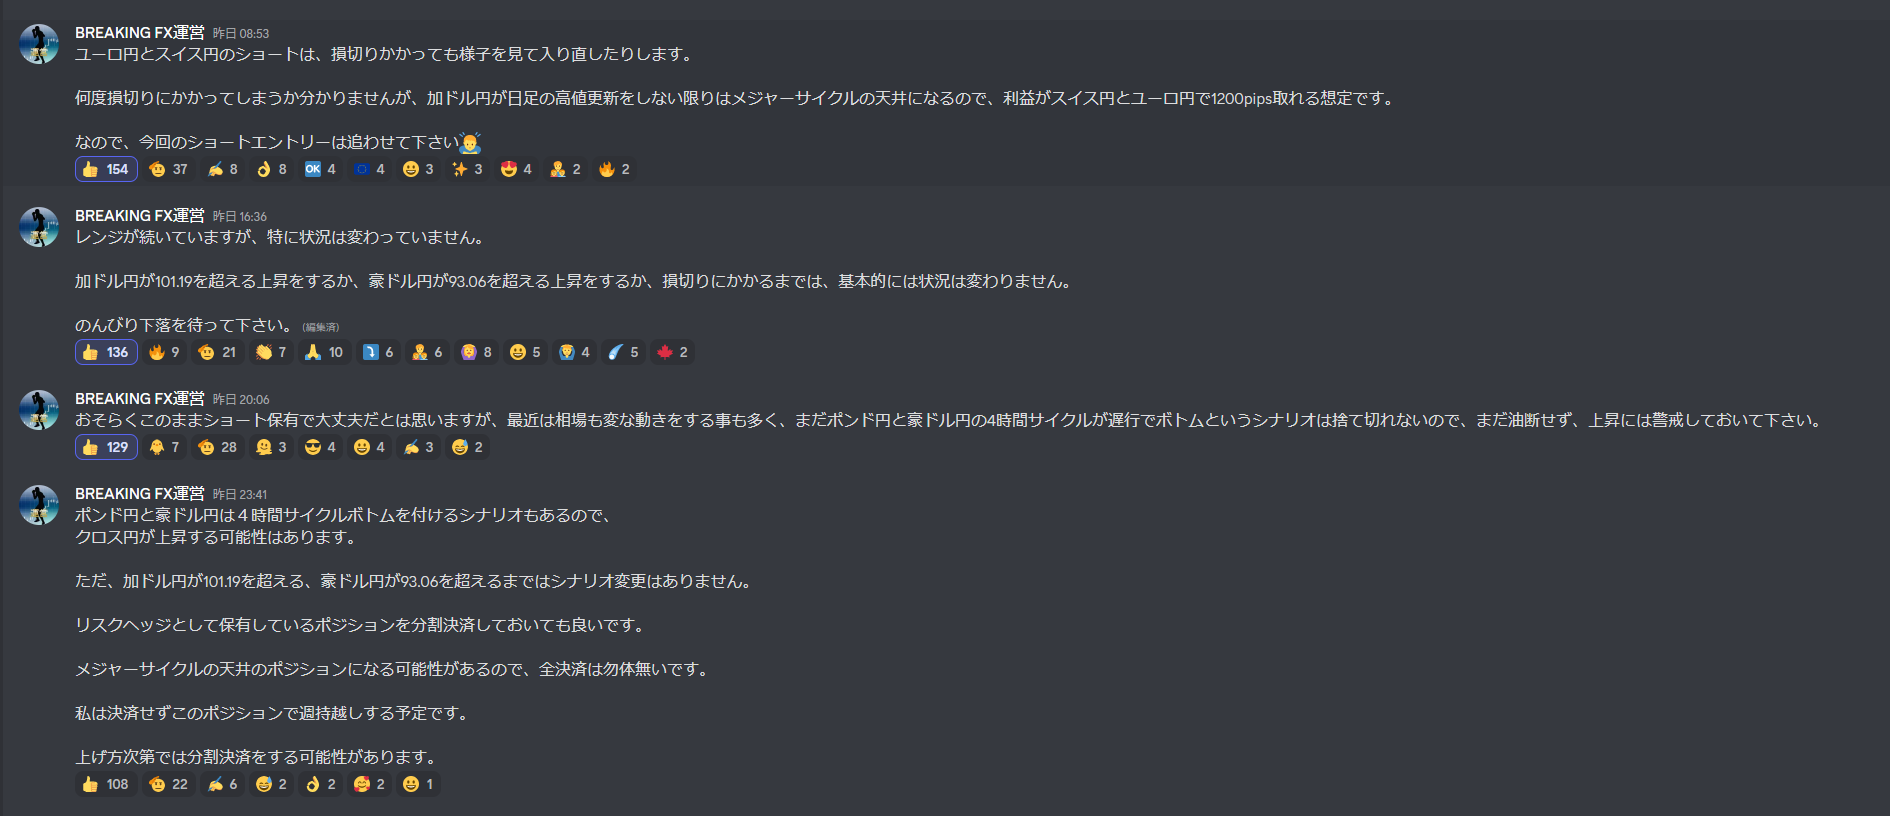 BREAKING FX運営 昨日 08:53
ユーロ円とスイス円のショートは、損切りかかっても様子を見て入り直したりします。
何度損切りにかかってしまうか分かりませんが、加ドル円が日足の高値更新をしない限りはメジャーサイクルの天井になるので、利益がスイス円とユーロ円で1200pips取れる想定です。
なので、今回のショートエントリーは追わせて下さい🙇‍♂️
👍 154 🫡 37 ✍ 8 👌 8 🆗 4 🇪🇺 4 😀 3 ✨ 3 😍 4 🧑‍🍼 2 🔥 2
BREAKING FX運営 昨日 16:36
レンジが続いていますが、特に状況は変わっていません。
加ドル円が101.19を超える上昇をするか、豪ドル円が93.06を超える上昇をするか、損切りにかかるまでは、基本的には状況は変わりません。
のんびり下落を待って下さい。 (編集済)
👍 136 🔥 9 🫡 21 👏 7 🙏 10 ⤵ 6 🧑‍🍼 6 🙆‍♀️ 8 😀 5 🧏‍♀️ 4 ☄ 5 🍁 2
BREAKING FX運営 昨日 20:06
おそらくこのままショート保有で大丈夫だとは思いますが、最近は相場も変な動きをする事も多く、まだポンド円と豪ドル円の4時間サイクルが遅行でボトムというシナリオは捨て切れないので、まだ油断せず、上昇には警戒しておいて下さい。
👍 129 🐥 7 🫡 28 🫠 3 😎 4 😀 4 ✍ 3 😅 2
BREAKING FX運営 昨日 23:41
ポンド円と豪ドル円は４時間サイクルボトムを付けるシナリオもあるので、
クロス円が上昇する可能性はあります。
ただ、加ドル円が101.19を超える、豪ドル円が93.06を超えるまではシナリオ変更はありません。
リスクヘッジとして保有しているポジションを分割決済しておいても良いです。
メジャーサイクルの天井のポジションになる可能性があるので、全決済は勿体無いです。
私は決済せずこのポジションで週持越しする予定です。
上げ方次第では分割決済をする可能性があります。
👍 108 🫡 22 ✍ 6 😅 2 👌 2 🥰 2 😀 1